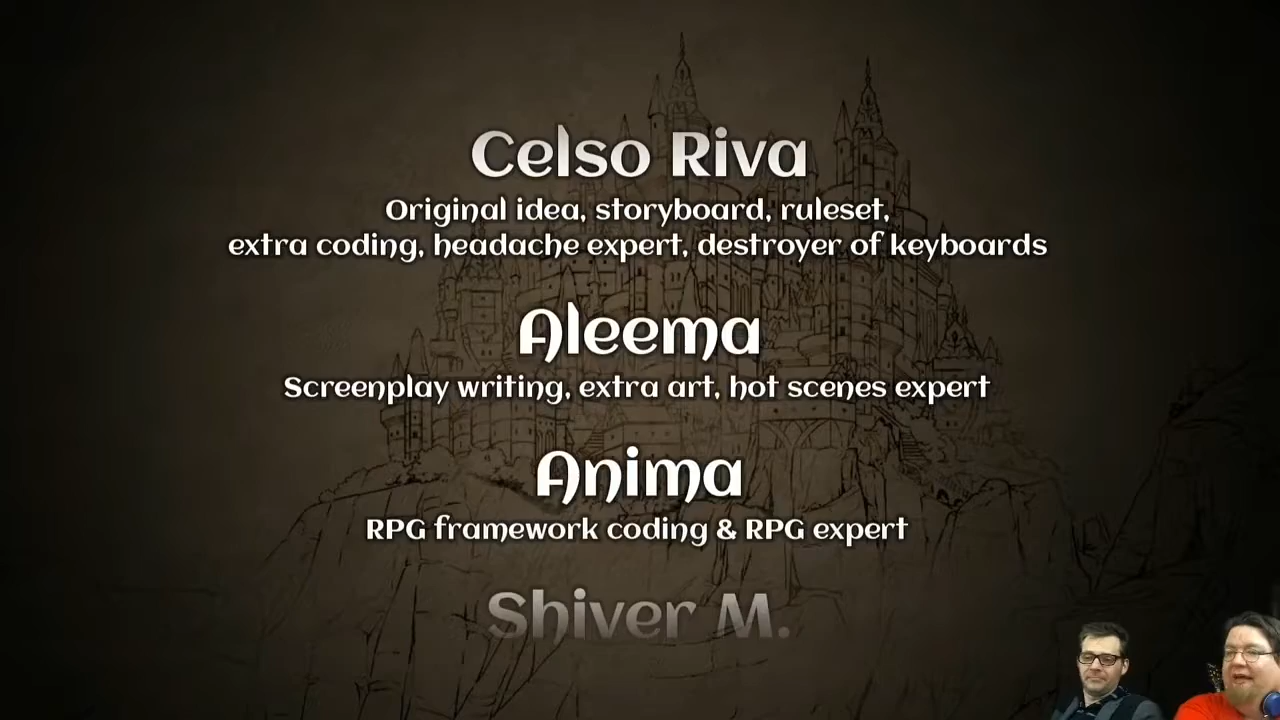 Celso Riva
Original idea, storyboard, ruleset,
extra coding, headache expert, destroyer of keyboards
Aleema
Screenplay writing, extra art, hot scenes expert
Anima
RPG framework coding & RPG expert
Shiver M.